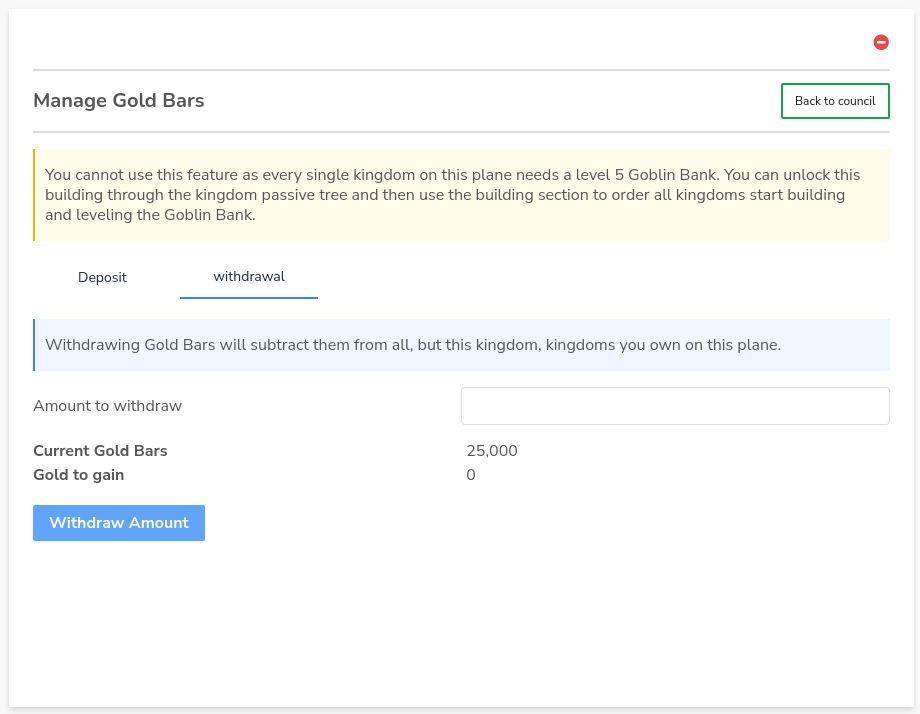 Manage Gold Bars
Back to council
You cannot use this feature as every single kingdom on this plane needs a level 5 Goblin Bank. You can unlock this
building through the kingdom passive tree and then use the building section to order all kingdoms start building
and leveling the Goblin Bank.
Deposit
withdrawal
Withdrawing Gold Bars will subtract them from all, but this kingdom, kingdoms you own on this plane.
Amount to withdraw
Current Gold Bars 25,000
Gold to gain 0
Withdraw Amount